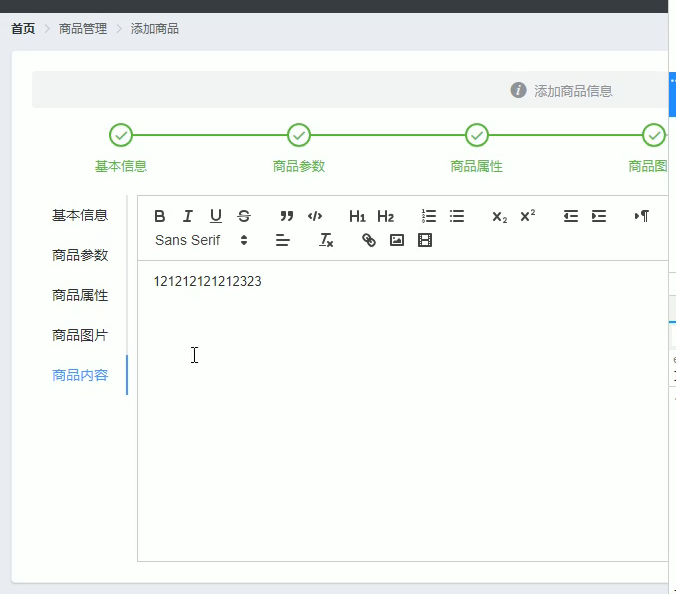 首页 > 商品管理 > 添加商品
添加商品信息
基本信息 商品参数 商品属性 商品图
基本信息
商品参数
商品属性
商品图片
商品内容
B I U S H1 H2 X2 X2
Sans Serif
121212121212323